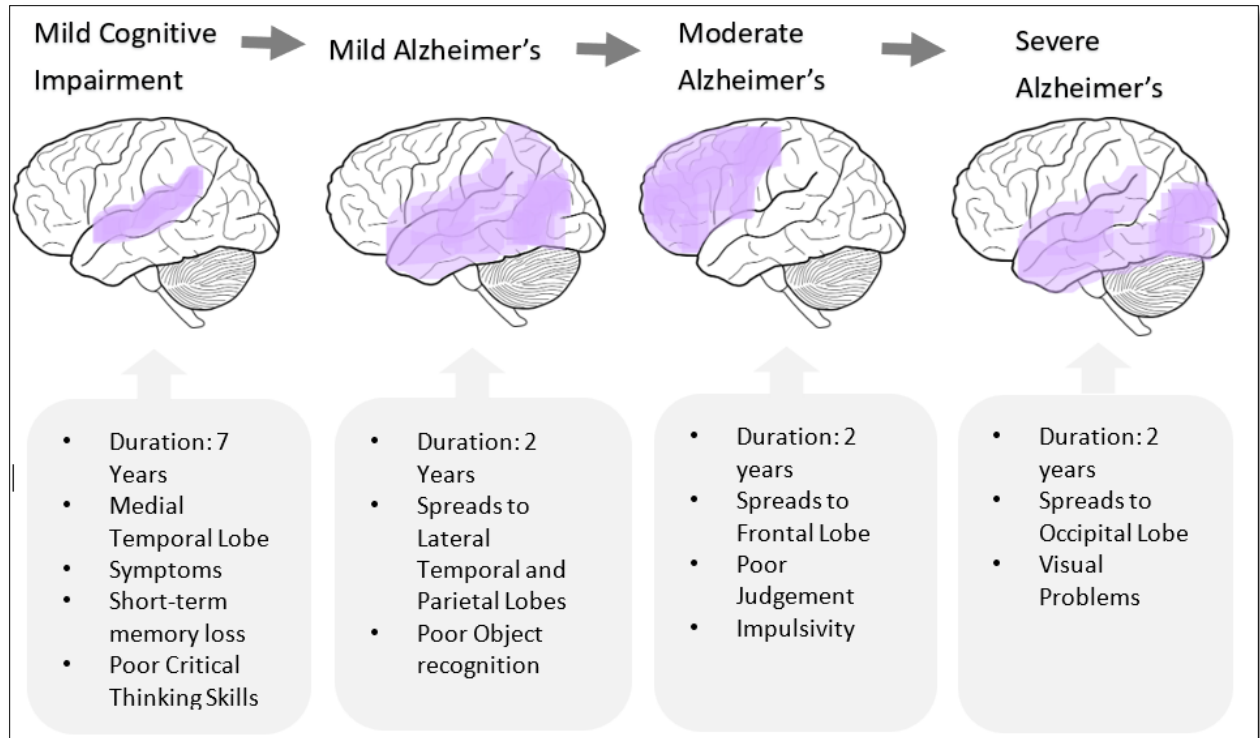 Mild Cognitive
Impairment
Mild Alzheimer's
Moderate
Alzheimer's
Severe
Alzheimer's
• Duration: 7
Years
• Medial
Temporal Lobe
• Symptoms
• Short-term
memory loss
• Poor Critical
Thinking Skills
• Duration: 2
Years
• Spreads to
Lateral
Temporal and
Parietal Lobes
• Poor Object
recognition
• Duration: 2
years
• Spreads to
Frontal Lobe
• Poor
Judgement
• Impulsivity
• Duration: 2
years
• Spreads to
Occipital Lobe
• Visual
Problems